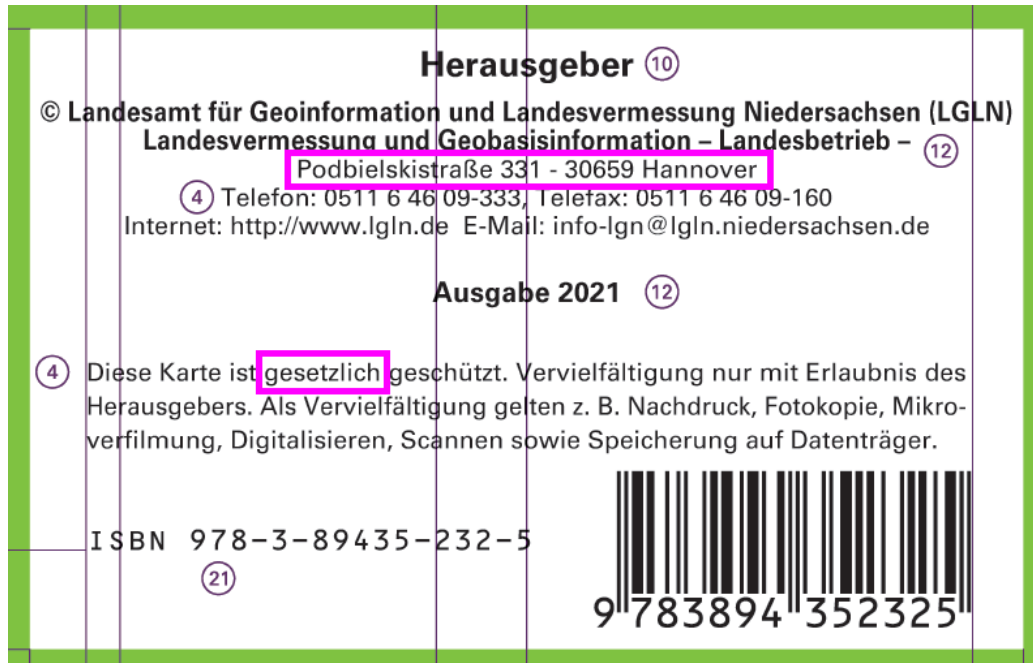 Herausgeber 10
© Landesamt für Geoinformation und Landesvermessung Niedersachsen (LGLN)
Landesvermessung und Geobasisinformation – Landesbetrieb – 12
Podbielskistraße 331 - 30659 Hannover
4 Telefon: 0511 6 46 09-333, Telefax: 0511 6 46 09-160
Internet: http://www.lgln.de E-Mail: info-lgn@lgln.niedersachsen.de
Ausgabe 2021 12
4 Diese Karte ist gesetzlich geschützt. Vervielfältigung nur mit Erlaubnis des
Herausgebers. Als Vervielfältigung gelten z. B. Nachdruck, Fotokopie, Mikro-
verfilmung, Digitalisieren, Scannen sowie Speicherung auf Datenträger.
ISBN 978-3-89435-232-5
21
9 783894 352325